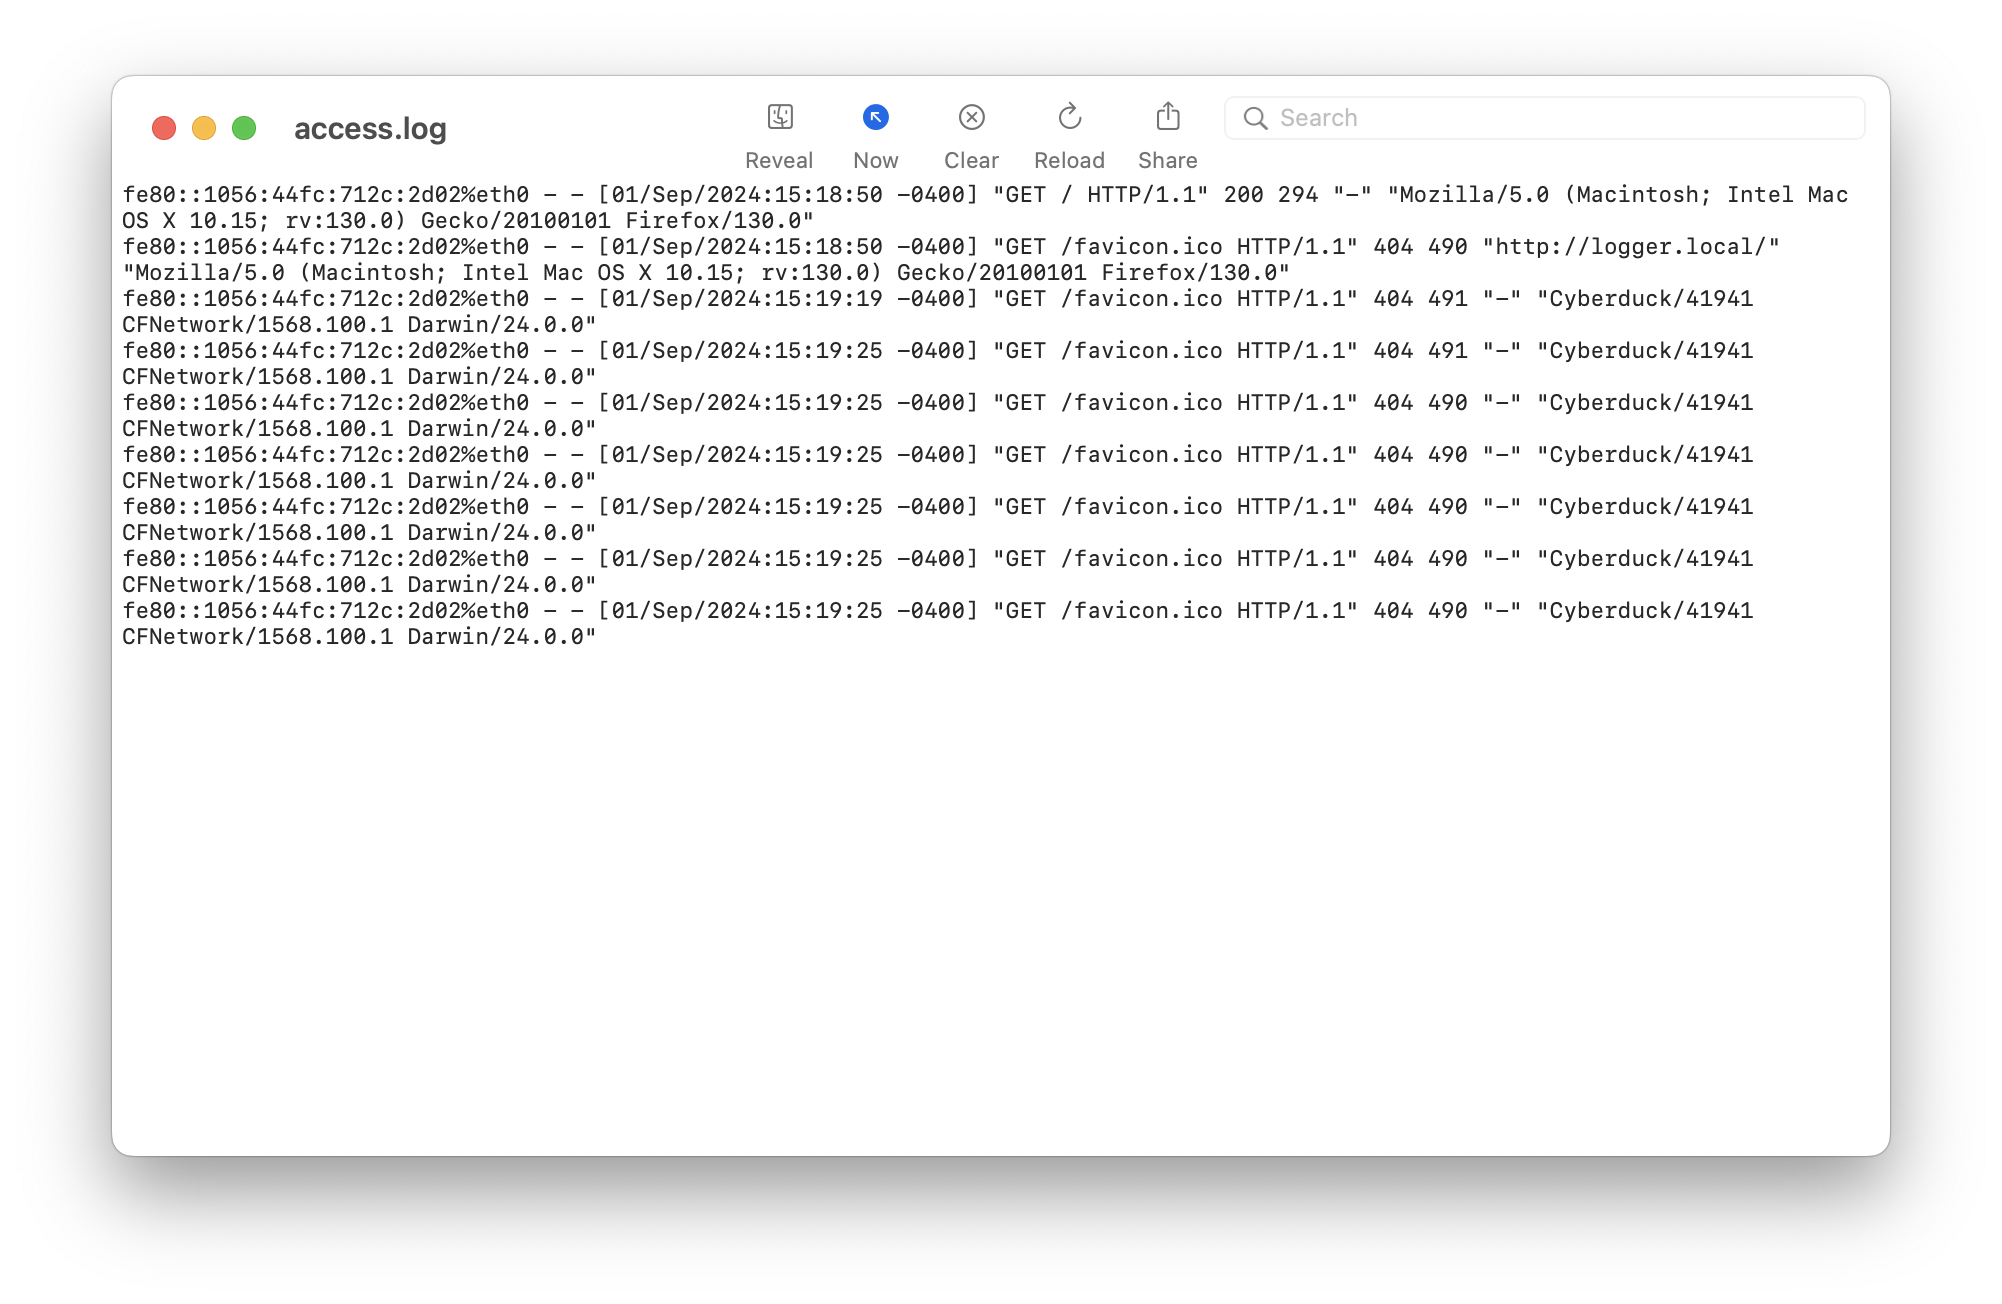 access.log
Reveal
Now
Clear
Reload
Share
Search
fe80::1056:44fc:712c:2d02%eth0 - - [01/Sep/2024:15:18:50 -0400] "GET / HTTP/1.1" 200 294 "-" "Mozilla/5.0 (Macintosh; Intel Mac
OS X 10.15; rv:130.0) Gecko/20100101 Firefox/130.0"
fe80::1056:44fc:712c:2d02%eth0 - - [01/Sep/2024:15:18:50 -0400] "GET /favicon.ico HTTP/1.1" 404 490 "http://logger.local/"
"Mozilla/5.0 (Macintosh; Intel Mac OS X 10.15; rv:130.0) Gecko/20100101 Firefox/130.0"
fe80::1056:44fc:712c:2d02%eth0 - - [01/Sep/2024:15:19:19 -0400] "GET /favicon.ico HTTP/1.1" 404 491 "-" "Cyberduck/41941
CFNetwork/1568.100.1 Darwin/24.0.0"
fe80::1056:44fc:712c:2d02%eth0 - - [01/Sep/2024:15:19:25 -0400] "GET /favicon.ico HTTP/1.1" 404 491 "-" "Cyberduck/41941
CFNetwork/1568.100.1 Darwin/24.0.0"
fe80::1056:44fc:712c:2d02%eth0 - - [01/Sep/2024:15:19:25 -0400] "GET /favicon.ico HTTP/1.1" 404 490 "-" "Cyberduck/41941
CFNetwork/1568.100.1 Darwin/24.0.0"
fe80::1056:44fc:712c:2d02%eth0 - - [01/Sep/2024:15:19:25 -0400] "GET /favicon.ico HTTP/1.1" 404 490 "-" "Cyberduck/41941
CFNetwork/1568.100.1 Darwin/24.0.0"
fe80::1056:44fc:712c:2d02%eth0 - - [01/Sep/2024:15:19:25 -0400] "GET /favicon.ico HTTP/1.1" 404 490 "-" "Cyberduck/41941
CFNetwork/1568.100.1 Darwin/24.0.0"
fe80::1056:44fc:712c:2d02%eth0 - - [01/Sep/2024:15:19:25 -0400] "GET /favicon.ico HTTP/1.1" 404 490 "-" "Cyberduck/41941
CFNetwork/1568.100.1 Darwin/24.0.0"
fe80::1056:44fc:712c:2d02%eth0 - - [01/Sep/2024:15:19:25 -0400] "GET /favicon.ico HTTP/1.1" 404 490 "-" "Cyberduck/41941
CFNetwork/1568.100.1 Darwin/24.0.0"